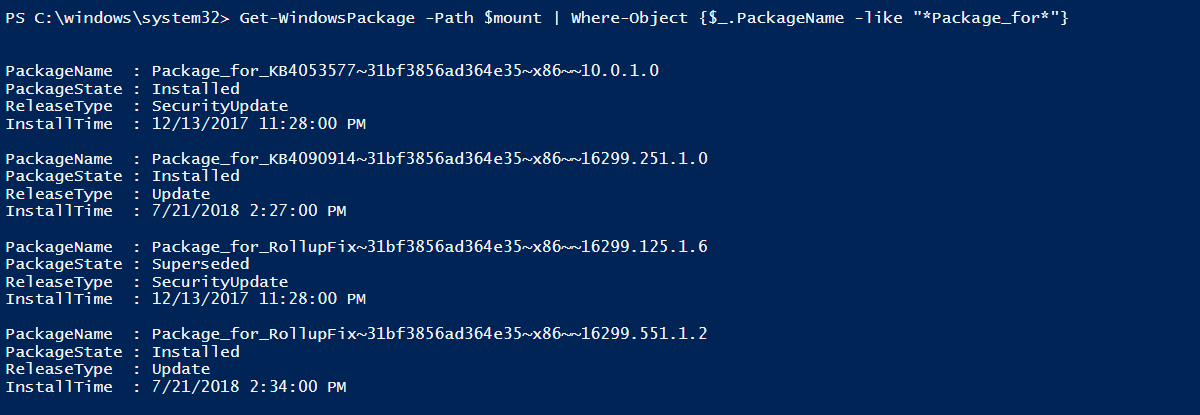 PS C:\windows\system32> Get-WindowsPackage -Path $mount | Where-Object {$_.PackageName -like "*Package_for*"}
PackageName  : Package_for_KB4053577~31bf3856ad364e35~x86~~10.0.1.0
PackageState : Installed
ReleaseType  : SecurityUpdate
InstallTime  : 12/13/2017 11:28:00 PM
PackageName  : Package_for_KB4090914~31bf3856ad364e35~x86~~16299.251.1.0
PackageState : Installed
ReleaseType  : Update
InstallTime  : 7/21/2018 2:27:00 PM
PackageName  : Package_for_RollupFix~31bf3856ad364e35~x86~~16299.125.1.6
PackageState : Superseded
ReleaseType  : SecurityUpdate
InstallTime  : 12/13/2017 11:28:00 PM
PackageName  : Package_for_RollupFix~31bf3856ad364e35~x86~~16299.551.1.2
PackageState : Installed
ReleaseType  : Update
InstallTime  : 7/21/2018 2:34:00 PM